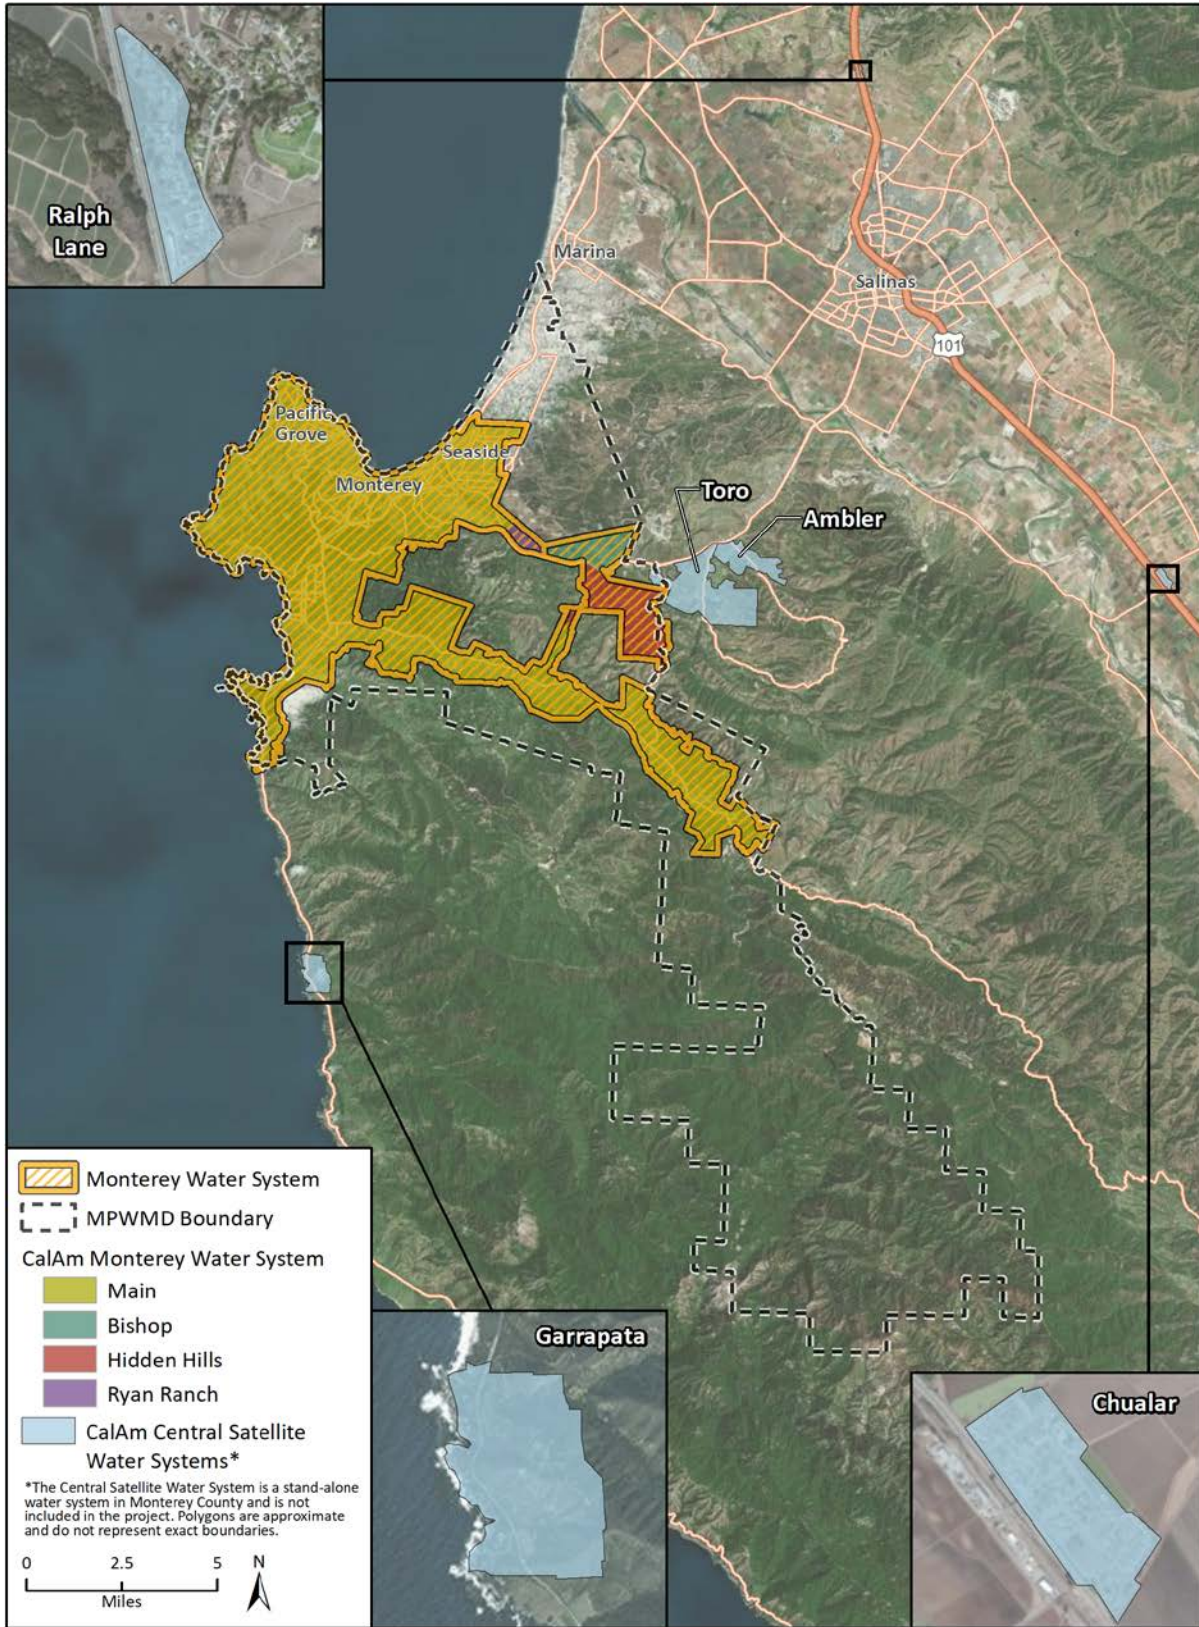 Ralph
Lane
Marina
Salinas
101
Pacific
Grove
Seaside
Monterey
Toro
Ambler
Monterey Water System
MPWMD Boundary
CalAm Monterey Water System
Main
Bishop
Hidden Hills
Ryan Ranch
CalAm Central Satellite
Water Systems*
*The Central Satellite Water System is a stand-alone
water system in Monterey County and is not
included in the project. Polygons are approximate
and do not represent exact boundaries.
0 2.5 5
Miles
N
Garrapata
Chualar